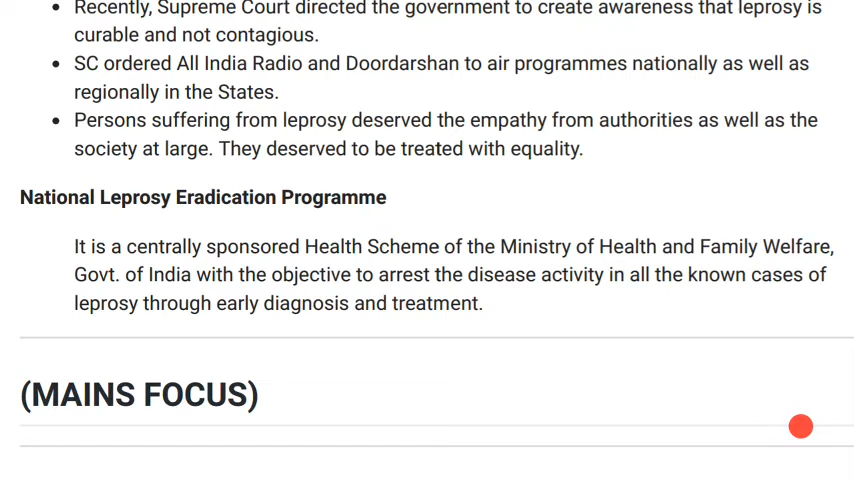 Recently, Supreme Court directed the government to create awareness that leprosy is
curable and not contagious.
SC ordered All India Radio and Doordarshan to air programmes nationally as well as
regionally in the States.
Persons suffering from leprosy deserved the empathy from authorities as well as the
society at large. They deserved to be treated with equality.
National Leprosy Eradication Programme
It is a centrally sponsored Health Scheme of the Ministry of Health and Family Welfare,
Govt. of India with the objective to arrest the disease activity in all the known cases of
leprosy through early diagnosis and treatment.
(MAINS FOCUS)